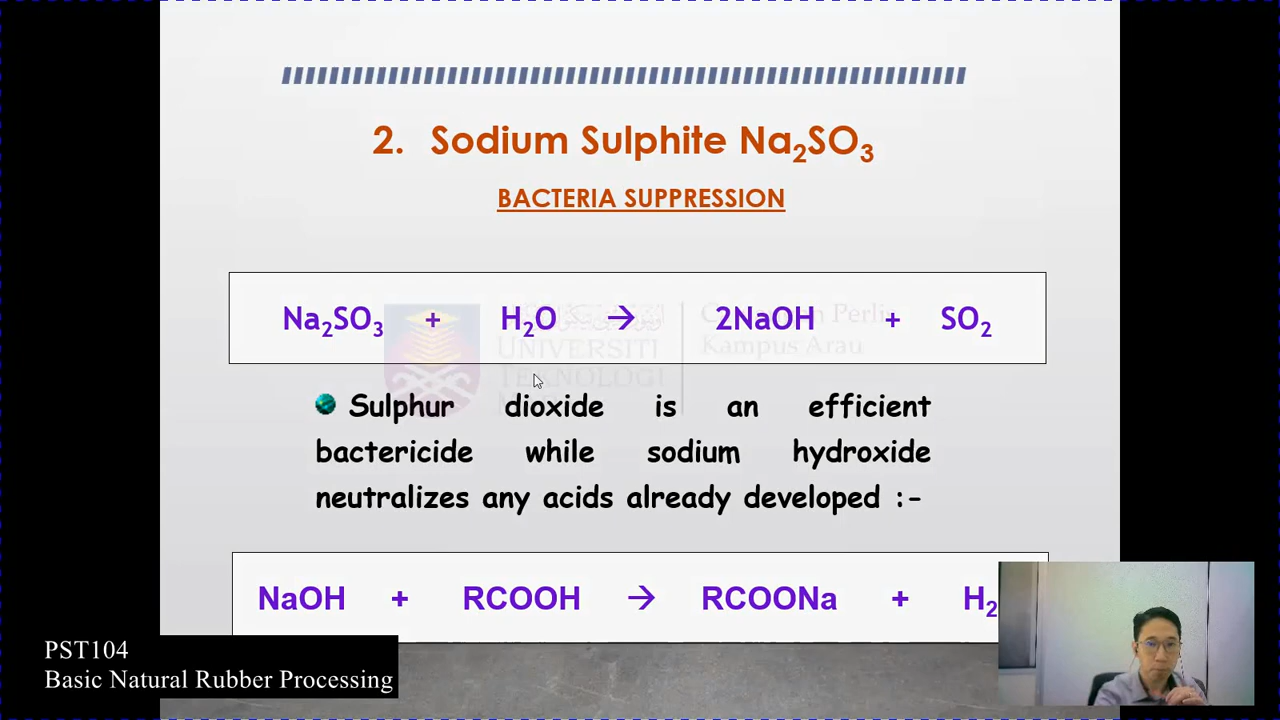 2. Sodium Sulphite Na₂SO₃
BACTERIA SUPPRESSION
Na₂SO₃ + H₂O → 2NaOH + SO₂
UNIVERSITI
TEKNOLOGI
Kampus Arau
Sulphur dioxide is an efficient
bactericide while sodium hydroxide
neutralizes any acids already developed :-
NaOH + RCOOH → RCOONa + H₂
PST104
Basic Natural Rubber Processing